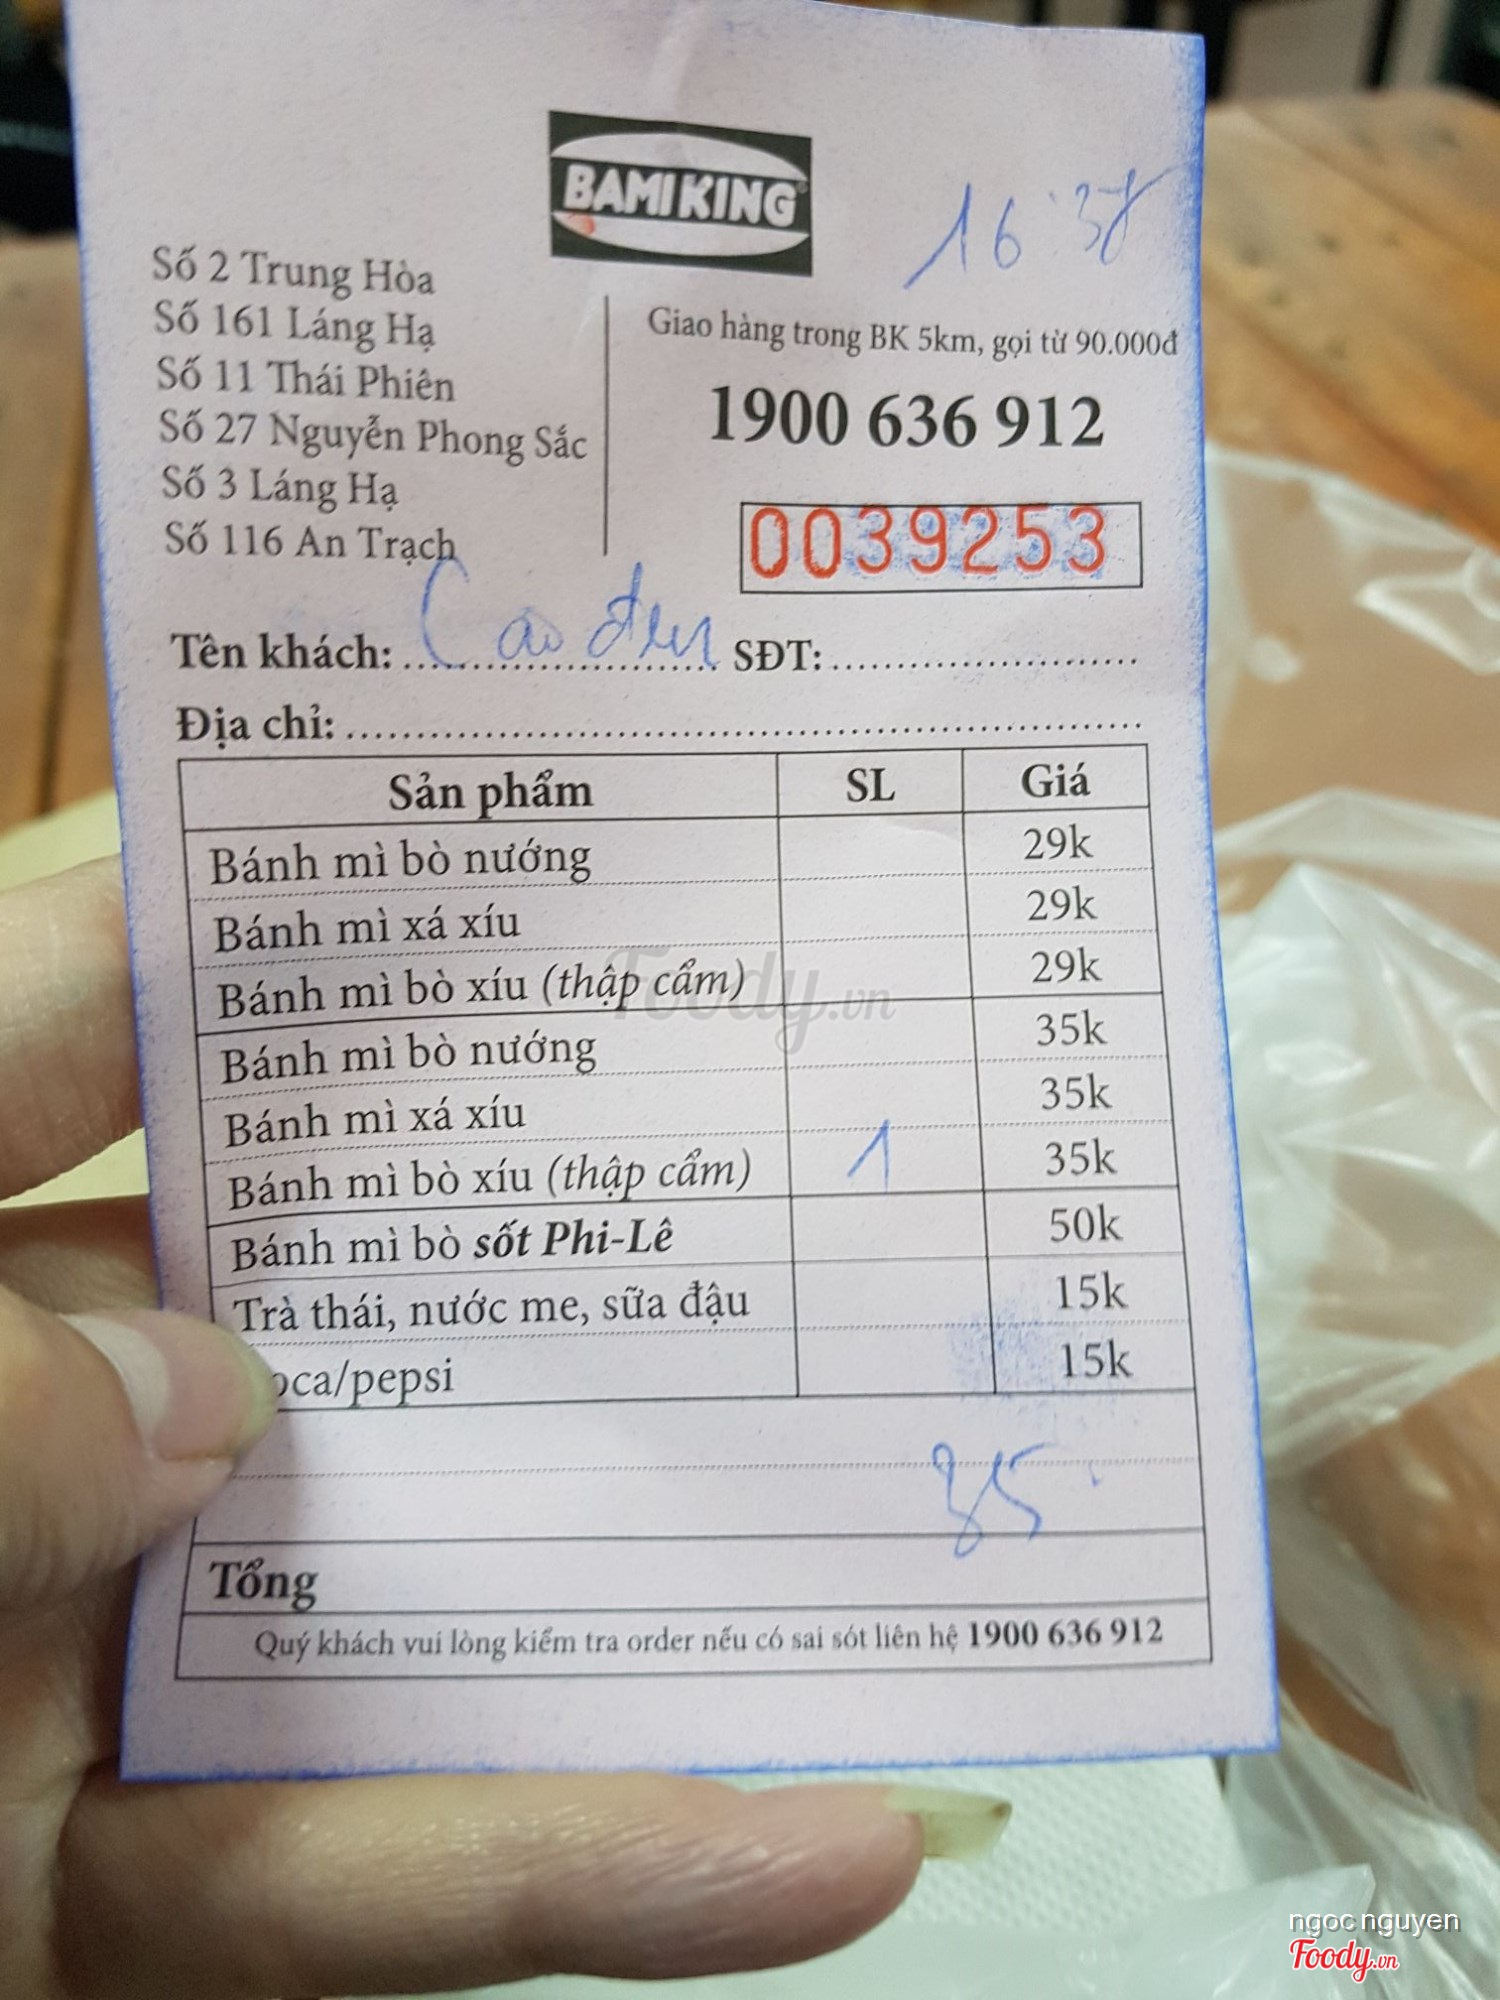 BAMI KING
16:38
Số 2 Trung Hòa
Số 161 Láng Hạ
Số 11 Thái Phiên
Số 27 Nguyễn Phong Sắc
Số 3 Láng Hạ
Số 116 An Trạch
Giao hàng trong BK 5km, gọi từ 90.000đ
1900 636 912
0039253
Tên khách: Cao đen SĐT:
Địa chỉ:
Sản phẩm SL Giá
Bánh mì bò nướng 29k
Bánh mì xá xíu 29k
Bánh mì bò xíu (thập cẩm) 29k
Bánh mì bò nướng 35k
Bánh mì xá xíu 35k
Bánh mì bò xíu (thập cẩm) 1 35k
Bánh mì bò sốt Phi-Lê 50k
Trà thái, nước me, sữa đậu 15k
oca/pepsi 15k
35
Tổng
Quý khách vui lòng kiểm tra order nếu có sai sót liên hệ 1900 636 912
Foody.vn
ngoc nguyen
Foody.vn